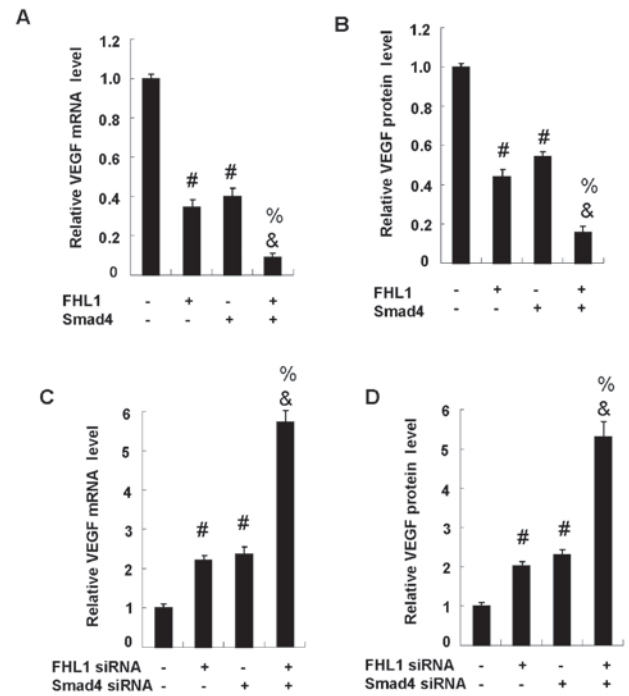 A
Relative VEGF mRNA level
1.2
1.0
0.8
0.6
0.4
0.2
0
#
#
%
&
FHL1 - + - +
Smad4 - - + +
B
Relative VEGF protein level
1.2
1.0
0.8
0.6
0.4
0.2
0
#
#
%
&
FHL1 - + - +
Smad4 - - + +
C
Relative VEGF mRNA level
6
5
3
2
1
0
#
#
%
&
FHL1 siRNA - + - +
Smad4 siRNA - - + +
D
Relative VEGF protein level
6
5
3
2
1
0
#
#
%
&
FHL1 siRNA - + - +
Smad4 siRNA - - + +